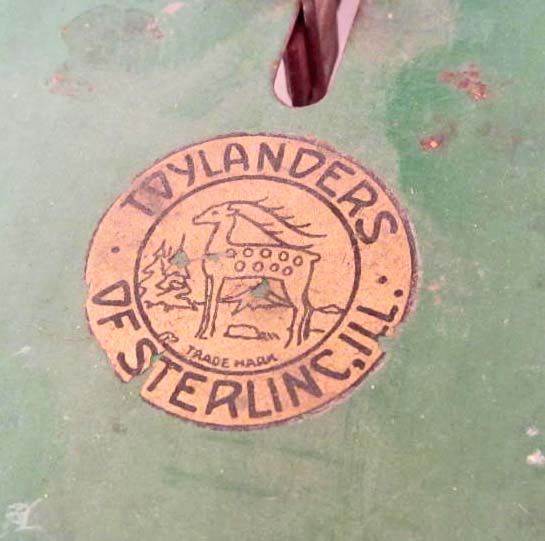 TOYLANDERS
OF STERLING, ILL.
TRADE MARK